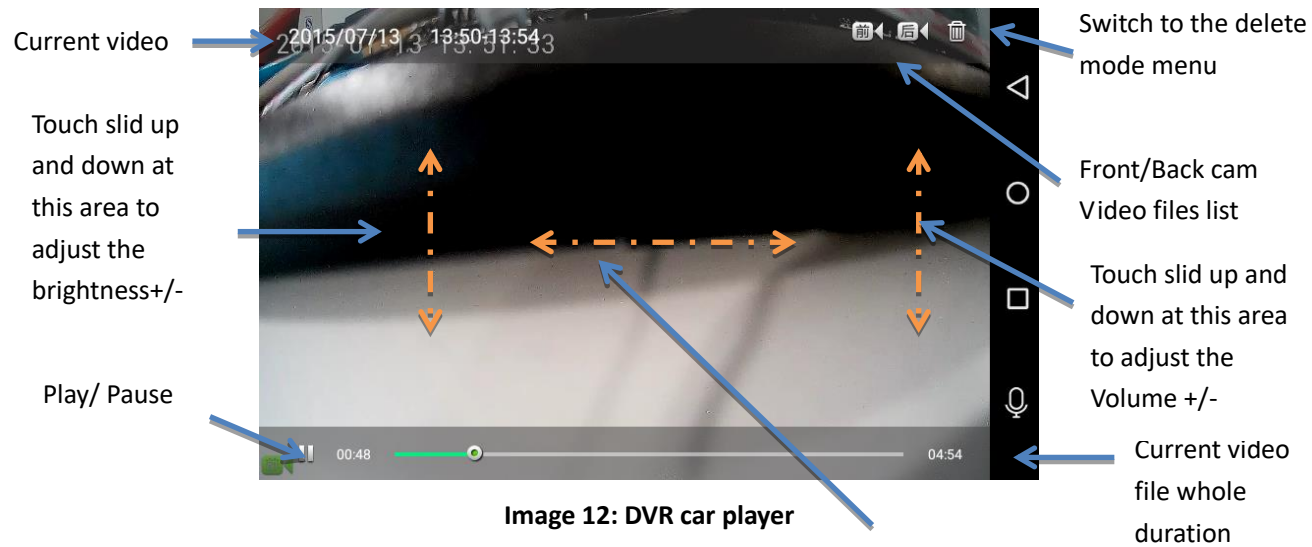 Current video
Touch slid up
and down at
this area to
adjust the
brightness+/-
Play/ Pause
2015/07/13 13:50-13:54
前
后
00:48
04:54
Switch to the delete
mode menu
Front/Back cam
Video files list
Touch slid up and
down at this area
to adjust the
Volume +/-
Current video
file whole
duration
Image 12: DVR car player